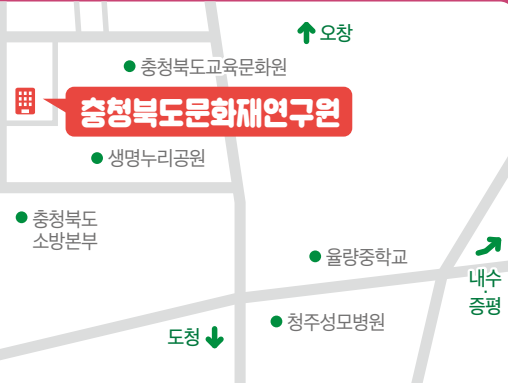 오창
충청북도교육문화원
충청북도문화재연구원
생명누리공원
충청북도
소방본부
율량중학교
내수
·
증평
청주성모병원
도청